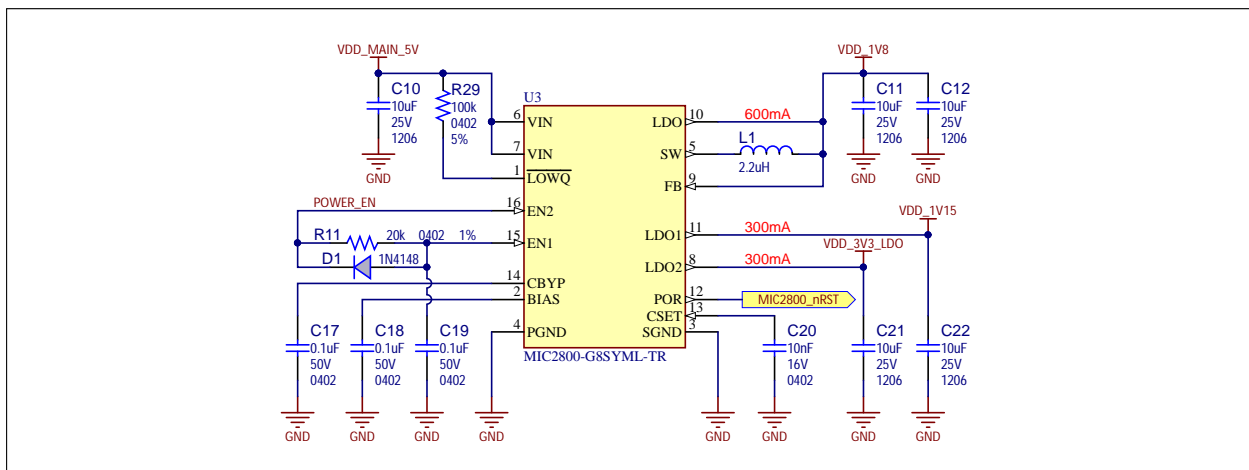 VDD_MAIN_5V
C10
10uF
25V
1206
GND
R29
100k
0402
5%
U3
6
VIN
7
VIN
1
LOWQ
16
EN2
15
EN1
14
CBYP
2
BIAS
4
PGND
10
LDO
5
SW
9
FB
11
LDO1
8
LDO2
12
POR
13
CSET
3
SGND
MIC2800-G8SYML-TR
POWER_EN
R11
20k
0402
1%
D1
1N4148
C17
0.1uF
50V
0402
GND
C18
0.1uF
50V
0402
GND
C19
0.1uF
50V
0402
GND
GND
600mA
L1
2.2uH
VDD_1V8
C11
10uF
25V
1206
GND
C12
10uF
25V
1206
GND
300mA
VDD_1V15
300mA
VDD_3V3_LDO
MIC2800_nRST
GND
C20
10nF
16V
0402
GND
C21
10uF
25V
1206
GND
C22
10uF
25V
1206
GND